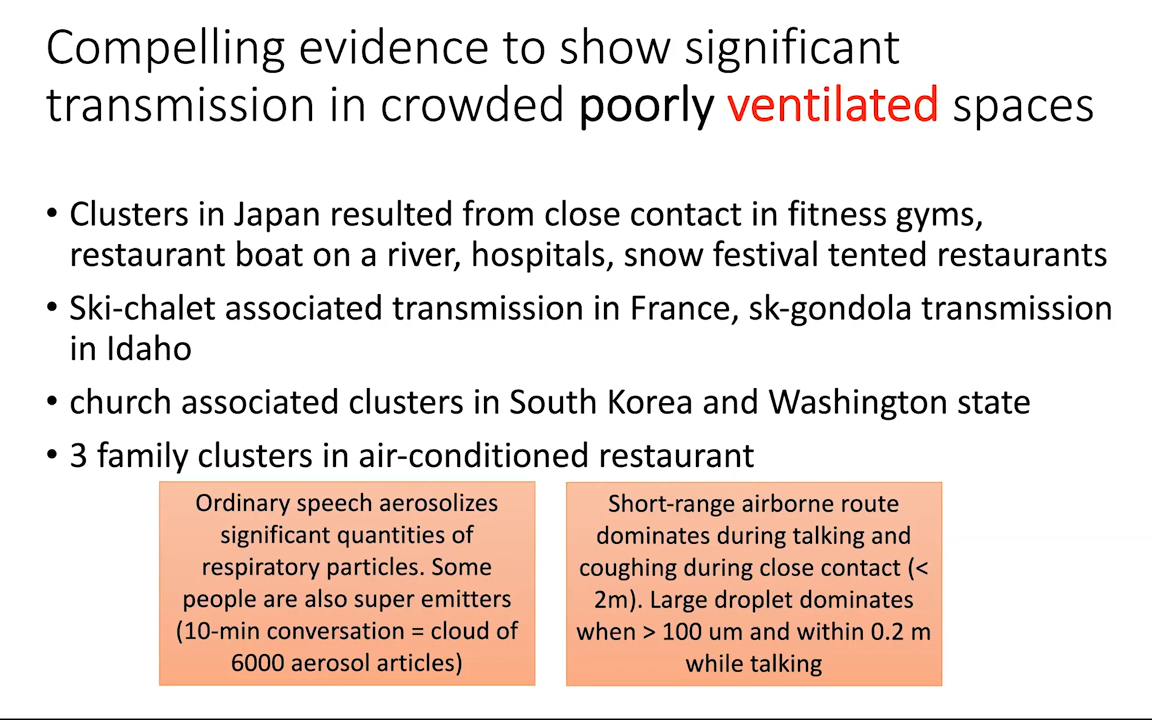 Compelling evidence to show significant
transmission in crowded poorly ventilated spaces
• Clusters in Japan resulted from close contact in fitness gyms,
restaurant boat on a river, hospitals, snow festival tented restaurants
• Ski-chalet associated transmission in France, sk-gondola transmission
in Idaho
• church associated clusters in South Korea and Washington state
• 3 family clusters in air-conditioned restaurant
Ordinary speech aerosolizes
significant quantities of
respiratory particles. Some
people are also super emitters
(10-min conversation = cloud of
6000 aerosol articles)
Short-range airborne route
dominates during talking and
coughing during close contact (<
2m). Large droplet dominates
when > 100 um and within 0.2 m
while talking